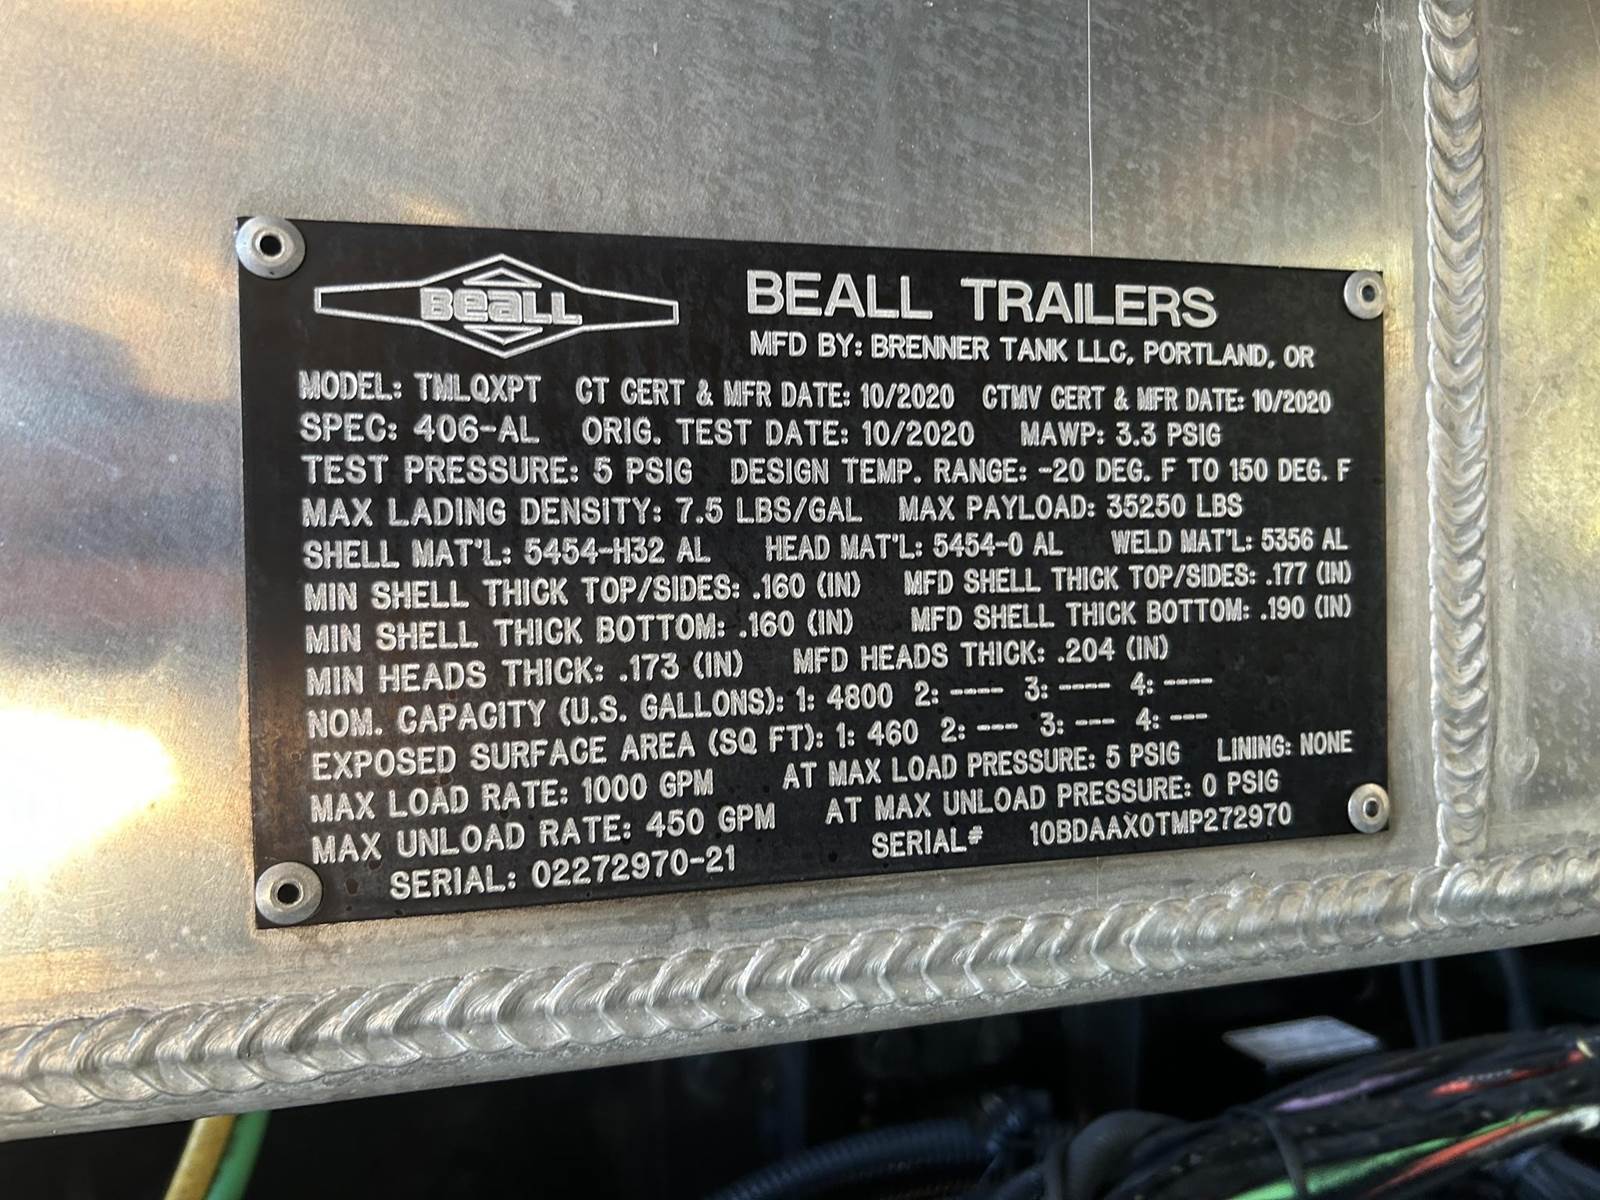 BEALL
BEALL TRAILERS
MFD BY: BRENNER TANK LLC, PORTLAND, OR
MODEL: TMLQXPT CT CERT & MFR DATE: 10/2020 CTMV CERT & MFR DATE: 10/2020
SPEC: 406-AL ORIG. TEST DATE: 10/2020 MAWP: 3.3 PSIG
TEST PRESSURE: 5 PSIG DESIGN TEMP. RANGE: -20 DEG. F TO 150 DEG. F
MAX LADING DENSITY: 7.5 LBS/GAL MAX PAYLOAD: 35250 LBS
SHELL MAT'L: 5454-H32 AL HEAD MAT'L: 5454-0 AL WELD MAT'L: 5356 AL
MIN SHELL THICK TOP/SIDES: .160 (IN) MFD SHELL THICK TOP/SIDES: .177 (IN)
MIN SHELL THICK BOTTOM: .160 (IN) MFD SHELL THICK BOTTOM: .190 (IN)
MIN HEADS THICK: .173 (IN) MFD HEADS THICK: .204 (IN)
NOM. CAPACITY (U.S. GALLONS): 1: 4800 2: ---- 3: ---- 4: ----
EXPOSED SURFACE AREA (SQ FT): 1: 460 2: --- 3: --- 4: ---
MAX LOAD RATE: 1000 GPM AT MAX LOAD PRESSURE: 5 PSIG LINING: NONE
MAX UNLOAD RATE: 450 GPM AT MAX UNLOAD PRESSURE: 0 PSIG
SERIAL: 02272970-21 SERIAL# 10BDAAX0TMP272970